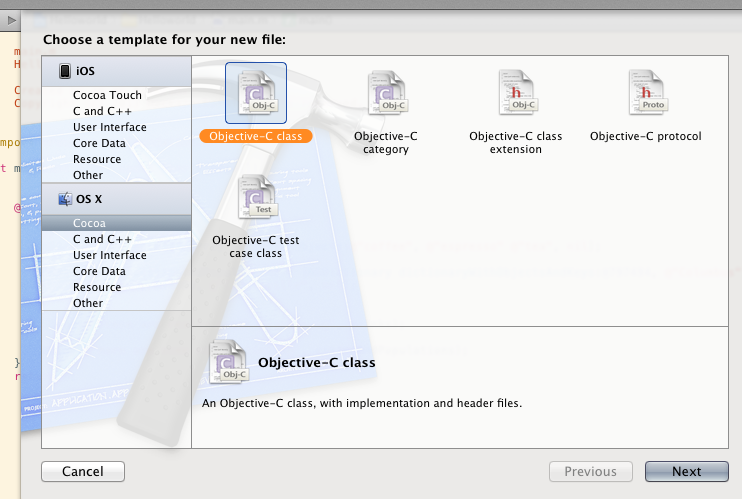 Choose a template for your new file:
iOS
Cocoa Touch
C and C++
User Interface
Core Data
Resource
Other
OS X
Cocoa
C and C++
User Interface
Core Data
Resource
Other
Obj-C
Objective-C class
Obj-C
Objective-C
category
Obj-C
Objective-C class
extension
Proto
Objective-C protocol
Test
Objective-C test
case class
Obj-C
Objective-C class
An Objective-C class, with implementation and header files.
Cancel
Previous
Next